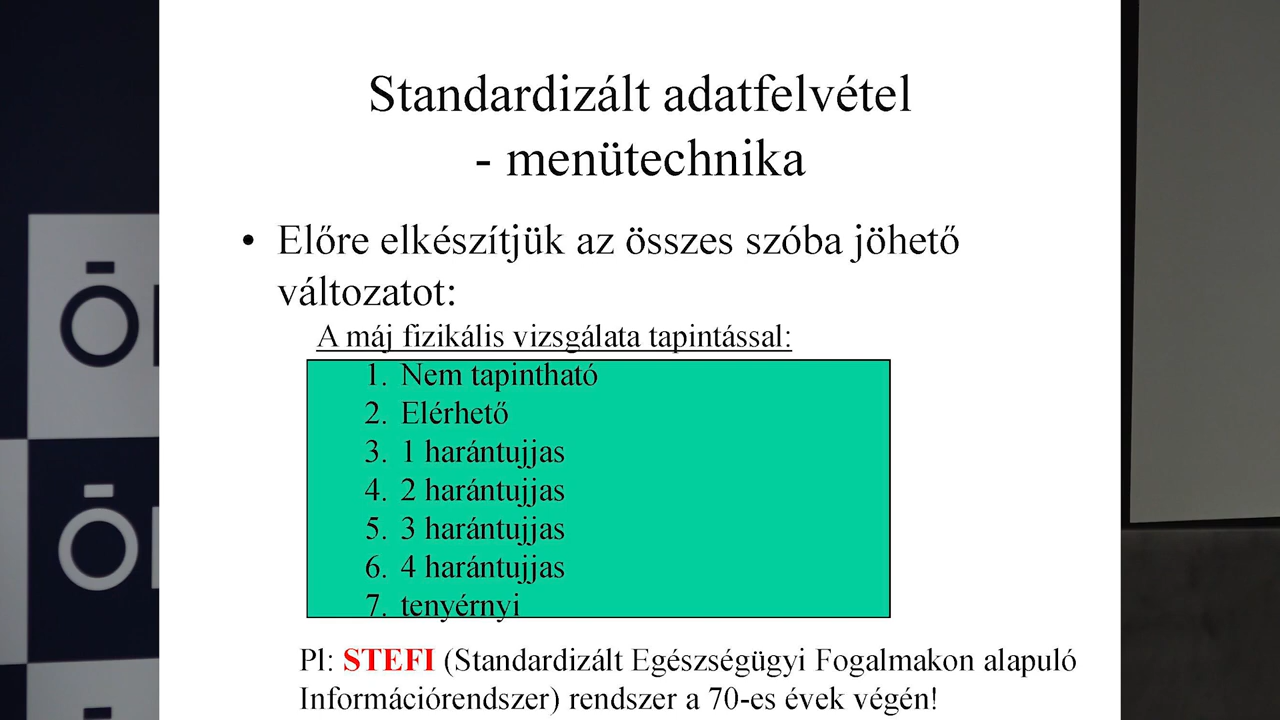 Standardizált adatfelvétel
- menütechnika
• Előre elkészítjük az összes szóba jöhető
változatot:
A máj fizikális vizsgálata tapintással:
1. Nem tapintható
2. Elérhető
3. 1 harántujjas
4. 2 harántujjas
5. 3 harántujjas
6. 4 harántujjas
7. tenyérnyi
Pl: STEFI (Standardizált Egészségügyi Fogalmakon alapuló
Információrendszer) rendszer a 70-es évek végén!